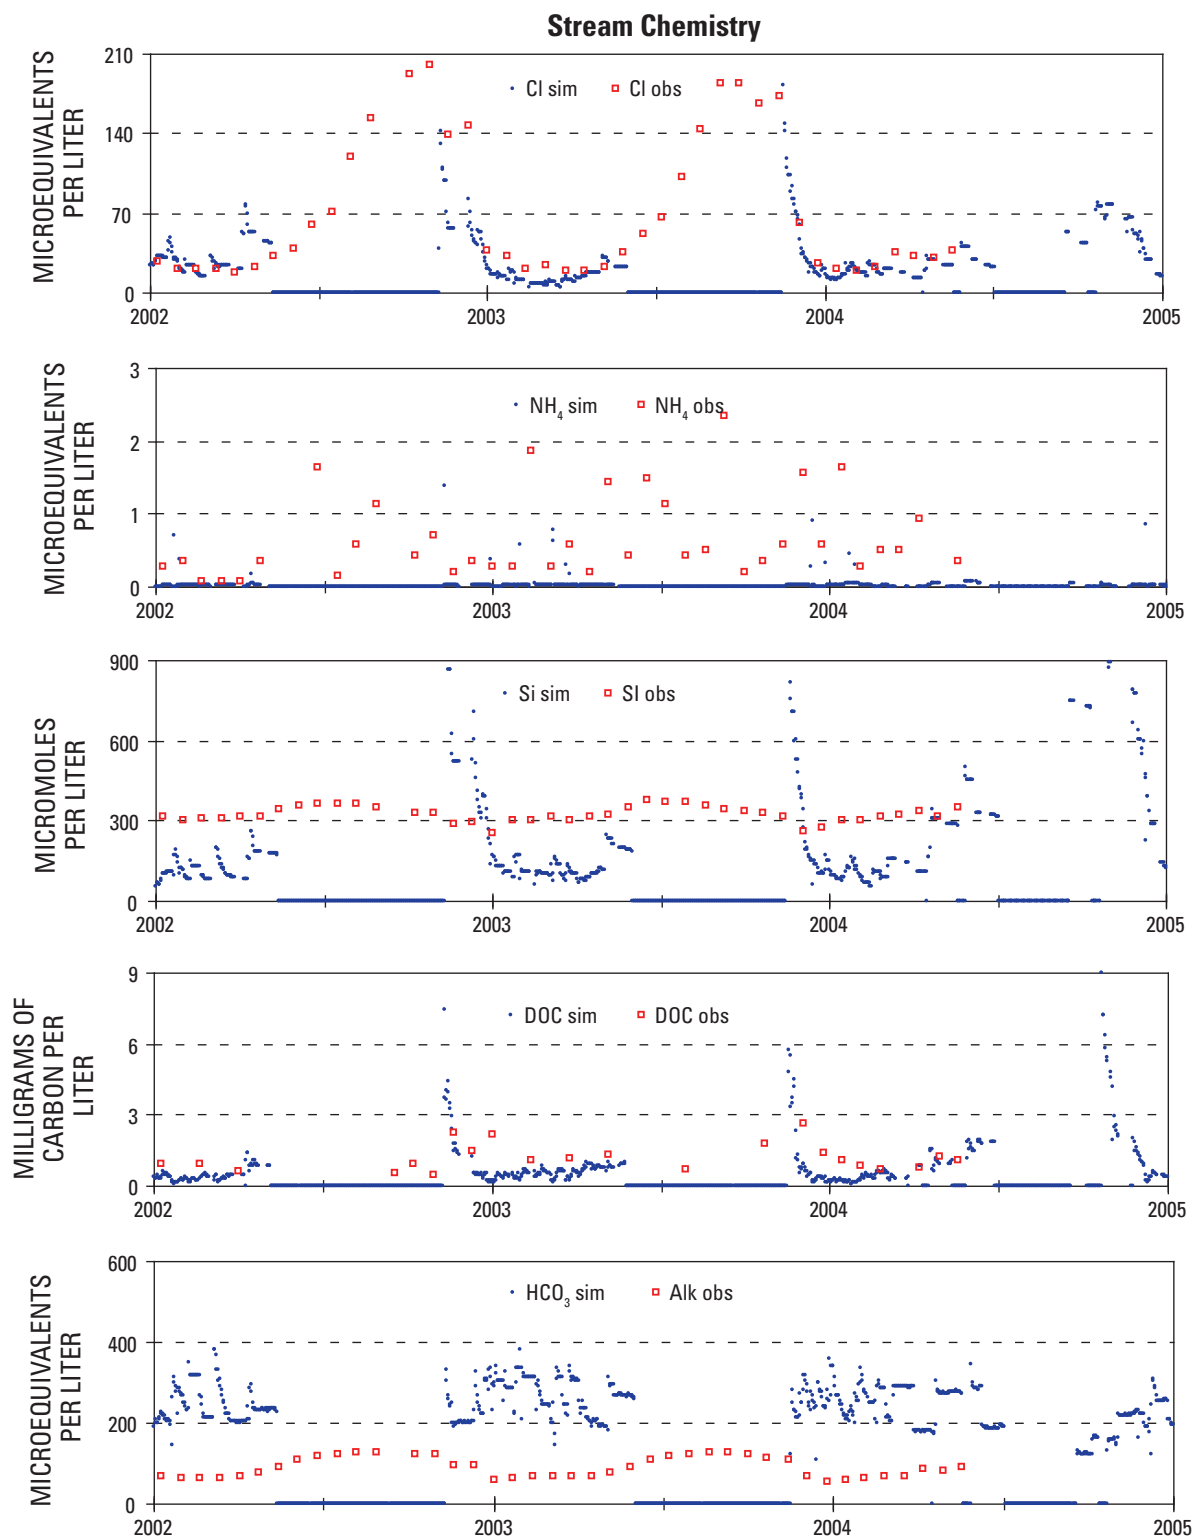 Stream Chemistry
MICROEQUIVALENTS
PER LITER
210
140
70
0
Cl sim
Cl obs
2002
2003
2004
2005
MICROEQUIVALENTS
PER LITER
3
2
1
0
NH4 sim
NH4 obs
2002
2003
2004
2005
MICROMOLES
PER LITER
900
600
300
0
Si sim
SI obs
2002
2003
2004
2005
MILLIGRAMS OF
CARBON PER
LITER
9
6
3
0
DOC sim
DOC obs
2002
2003
2004
2005
MICROEQUIVALENTS
PER LITER
600
400
200
0
HCO3 sim
Alk obs
2002
2003
2004
2005